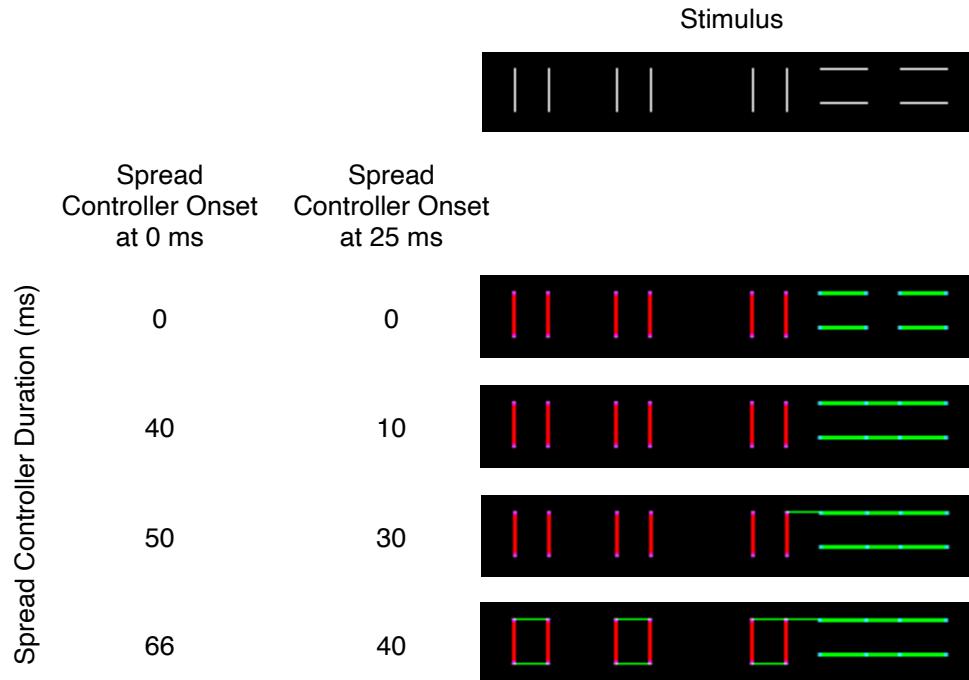 Stimulus
Spread
Controller Onset
at 0 ms
Spread
Controller Onset
at 25 ms
Spread Controller Duration (ms)
0 0
40 10
50 30
66 40